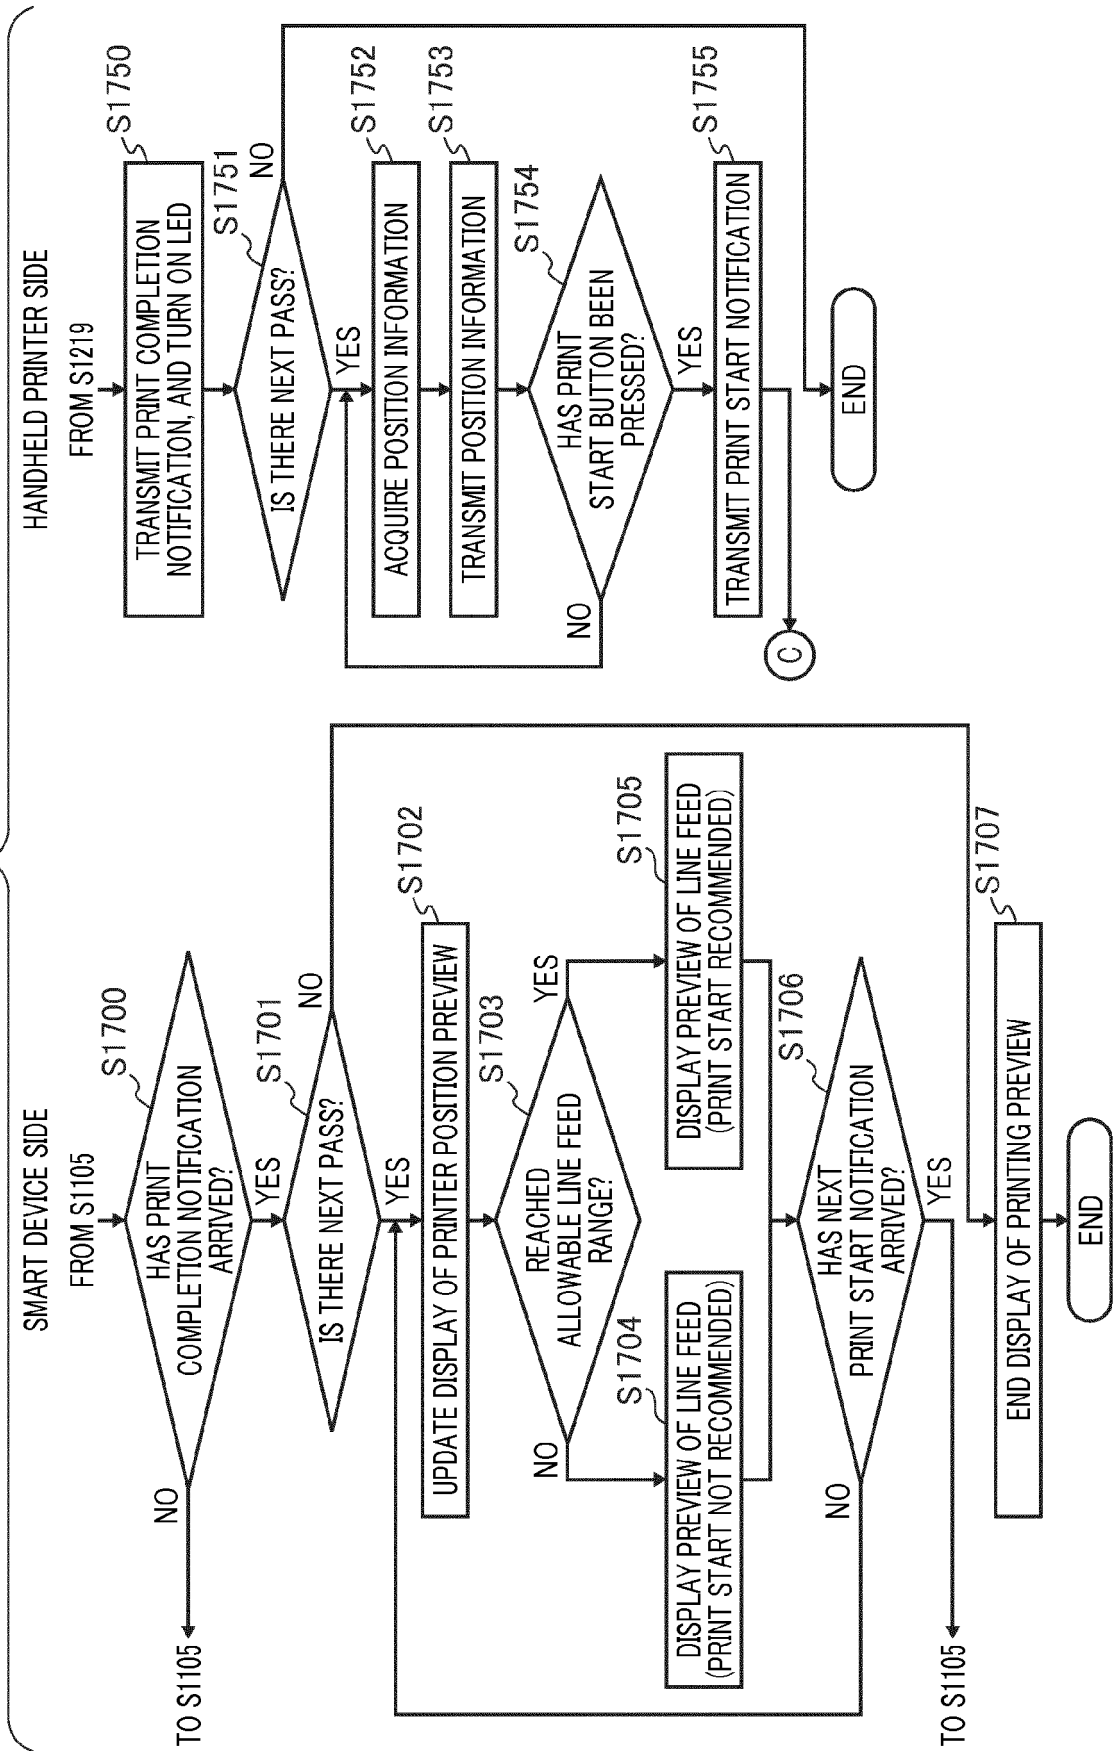 SMART DEVICE SIDE
FROM S1105
S1700
HAS PRINT
COMPLETION NOTIFICATION
ARRIVED?
NO
TO S1105
YES
S1701
IS THERE NEXT PASS?
NO
YES
S1702
UPDATE DISPLAY OF PRINTER POSITION PREVIEW
S1703
REACHED
ALLOWABLE LINE FEED
RANGE?
NO
YES
S1704
DISPLAY PREVIEW OF LINE FEED
(PRINT START NOT RECOMMENDED)
S1705
DISPLAY PREVIEW OF LINE FEED
(PRINT START RECOMMENDED)
S1706
HAS NEXT
PRINT START NOTIFICATION
ARRIVED?
NO
YES
TO S1105
S1707
END DISPLAY OF PRINTING PREVIEW
END
HANDHELD PRINTER SIDE
FROM S1219
S1750
TRANSMIT PRINT COMPLETION
NOTIFICATION, AND TURN ON LED
S1751
IS THERE NEXT PASS?
NO
YES
S1752
ACQUIRE POSITION INFORMATION
S1753
TRANSMIT POSITION INFORMATION
S1754
HAS PRINT
START BUTTON BEEN
PRESSED?
NO
YES
S1755
TRANSMIT PRINT START NOTIFICATION
C
END